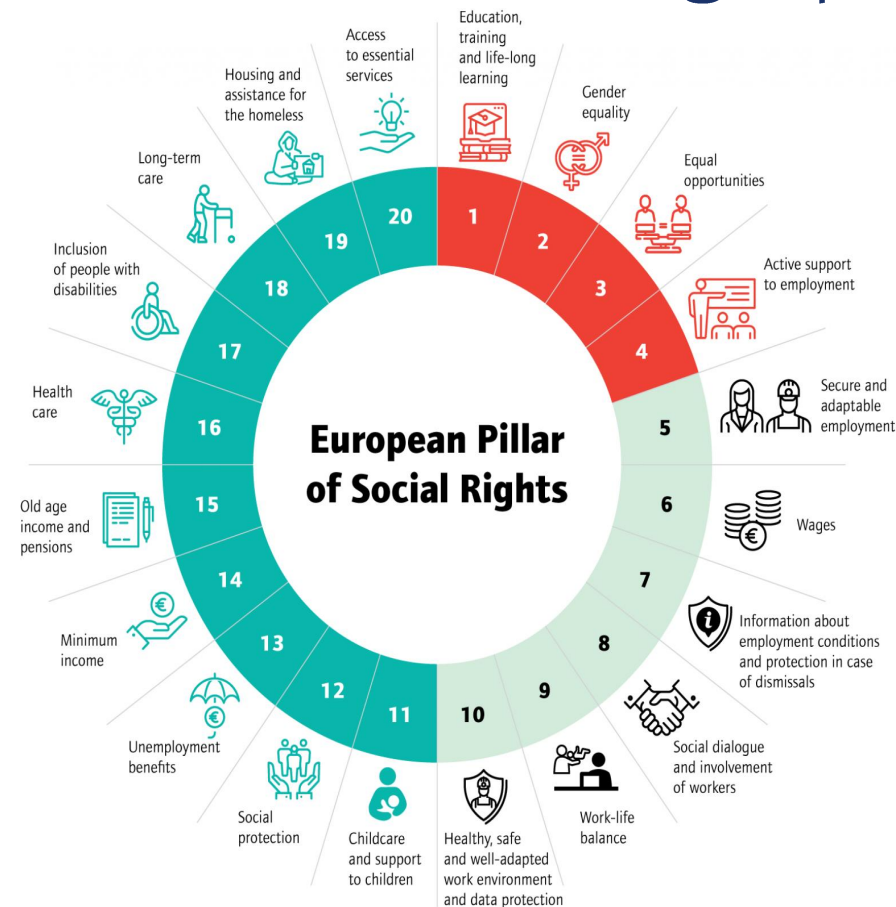 European Pillar
of Social Rights
1
Education,
training
and life-long
learning
2
Gender
equality
3
Equal
opportunities
4
Active support
to employment
5
Secure and
adaptable
employment
6
Wages
7
Information about
employment conditions
and protection in case
of dismissals
8
Social dialogue
and involvement
of workers
9
Work-life
balance
10
Healthy, safe
and well-adapted
work environment
and data protection
11
Childcare
and support
to children
12
Social
protection
13
Unemployment
benefits
14
Minimum
income
15
Old age
income and
pensions
16
Health
care
17
Inclusion
of people with
disabilities
18
Long-term
care
19
Housing and
assistance for
the homeless
20
Access
to essential
services